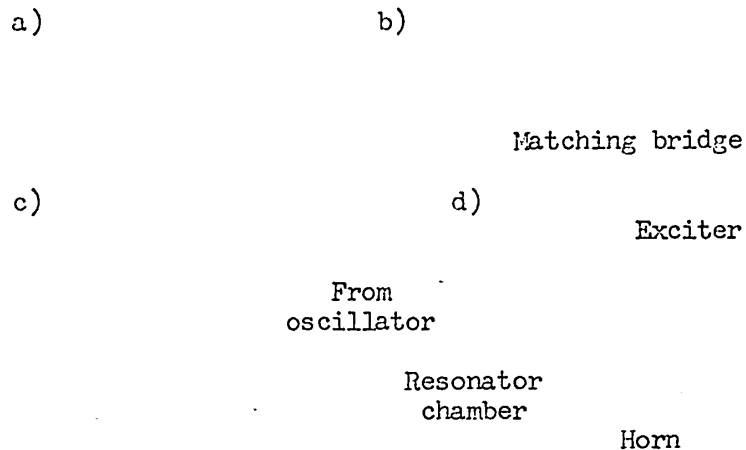 a) b)
Matching bridge
c) d)
Exciter
From
oscillator
Resonator
chamber
Horn